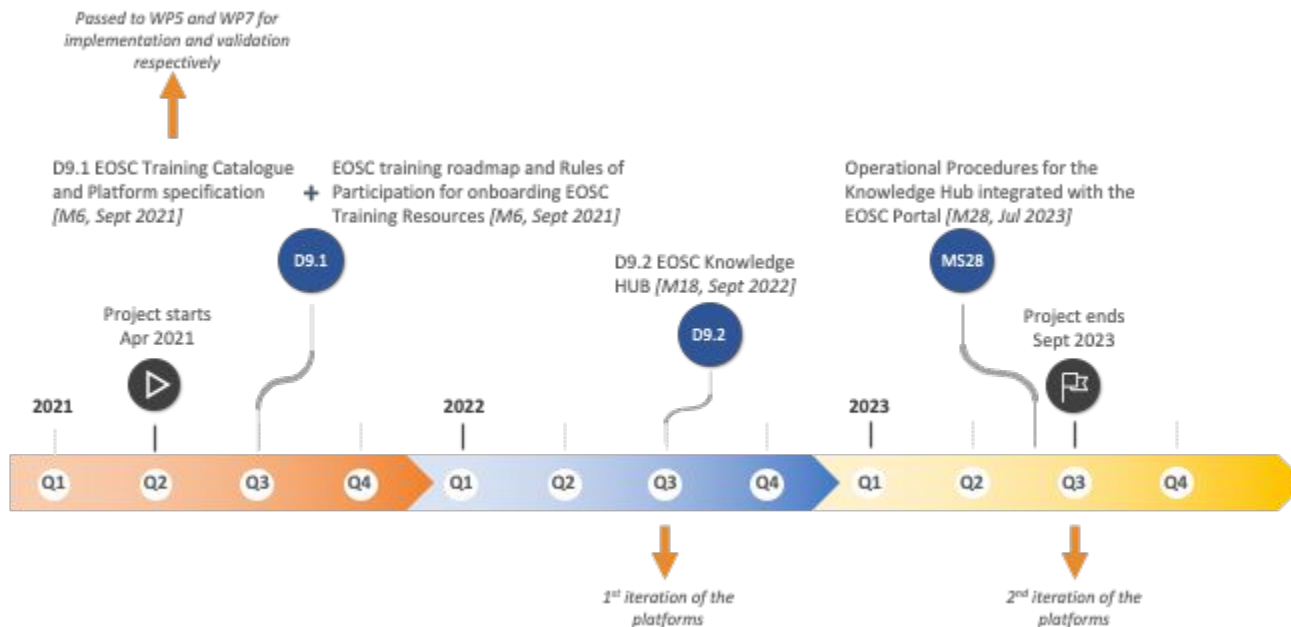 Passed to WP5 and WP7 for
implementation and validation
respectively
D9.1 EOSC Training Catalogue
and Platform specification
[M6, Sept 2021]
+
EOSC training roadmap and Rules of
Participation for onboarding EOSC
Training Resources [M6, Sept 2021]
Operational Procedures for the
Knowledge Hub integrated with the
EOSC Portal [M28, Jul 2023]
D9.1
MS28
D9.2 EOSC Knowledge
HUB [M18, Sept 2022]
D9.2
Project starts
Apr 2021
Project ends
Sept 2023
2021
2022
2023
Q1 Q2 Q3 Q4 Q1 Q2 Q3 Q4 Q1 Q2 Q3 Q4
1st iteration of the
platforms
2nd iteration of the
platforms